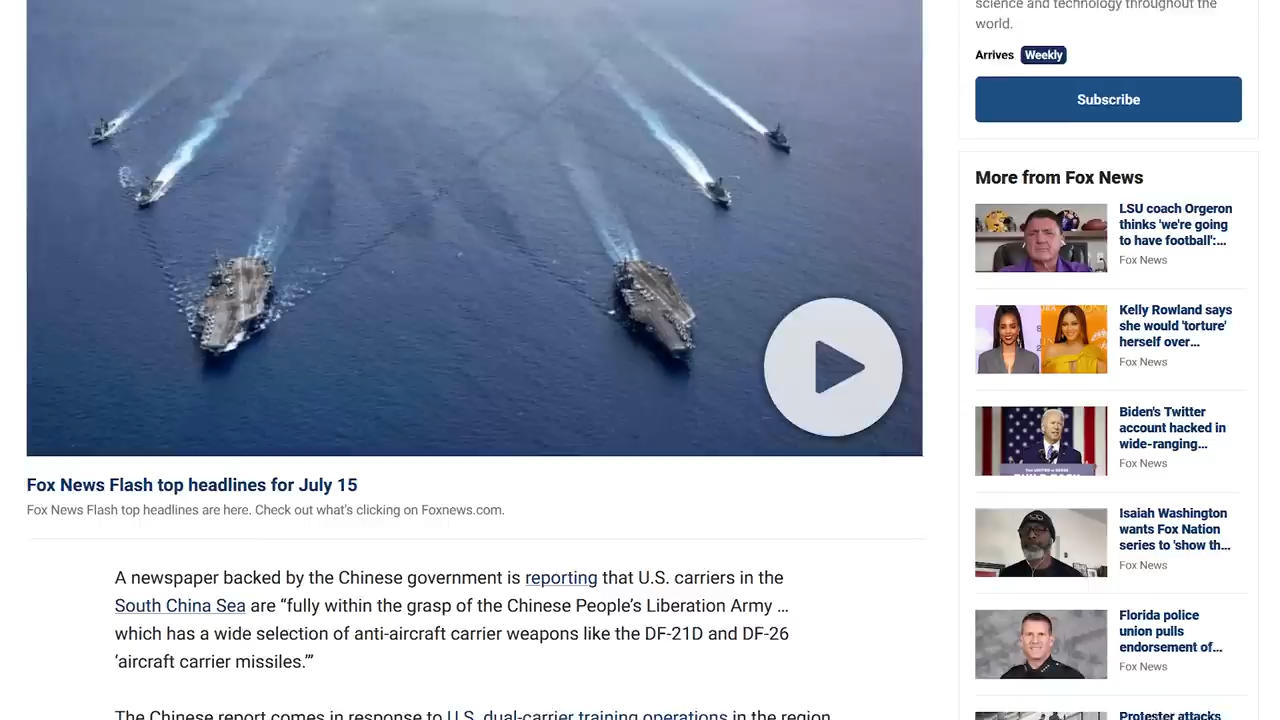 science and technology throughout the
world.
Arrives Weekly
Subscribe
More from Fox News
LSU coach Orgeron
thinks 'we're going
to have football':...
Fox News
Kelly Rowland says
she would 'torture'
herself over...
Fox News
Biden's Twitter
account hacked in
wide-ranging...
Fox News
Isaiah Washington
wants Fox Nation
series to 'show th...
Fox News
Florida police
union pulls
endorsement of...
Fox News
Protester attacks
Fox News Flash top headlines for July 15
Fox News Flash top headlines are here. Check out what's clicking on Foxnews.com.
A newspaper backed by the Chinese government is reporting that U.S. carriers in the
South China Sea are “fully within the grasp of the Chinese People’s Liberation Army ...
which has a wide selection of anti-aircraft carrier weapons like the DF-21D and DF-26
‘aircraft carrier missiles.’”
The Chinese report comes in response to U.S. dual-carrier training operations in the region